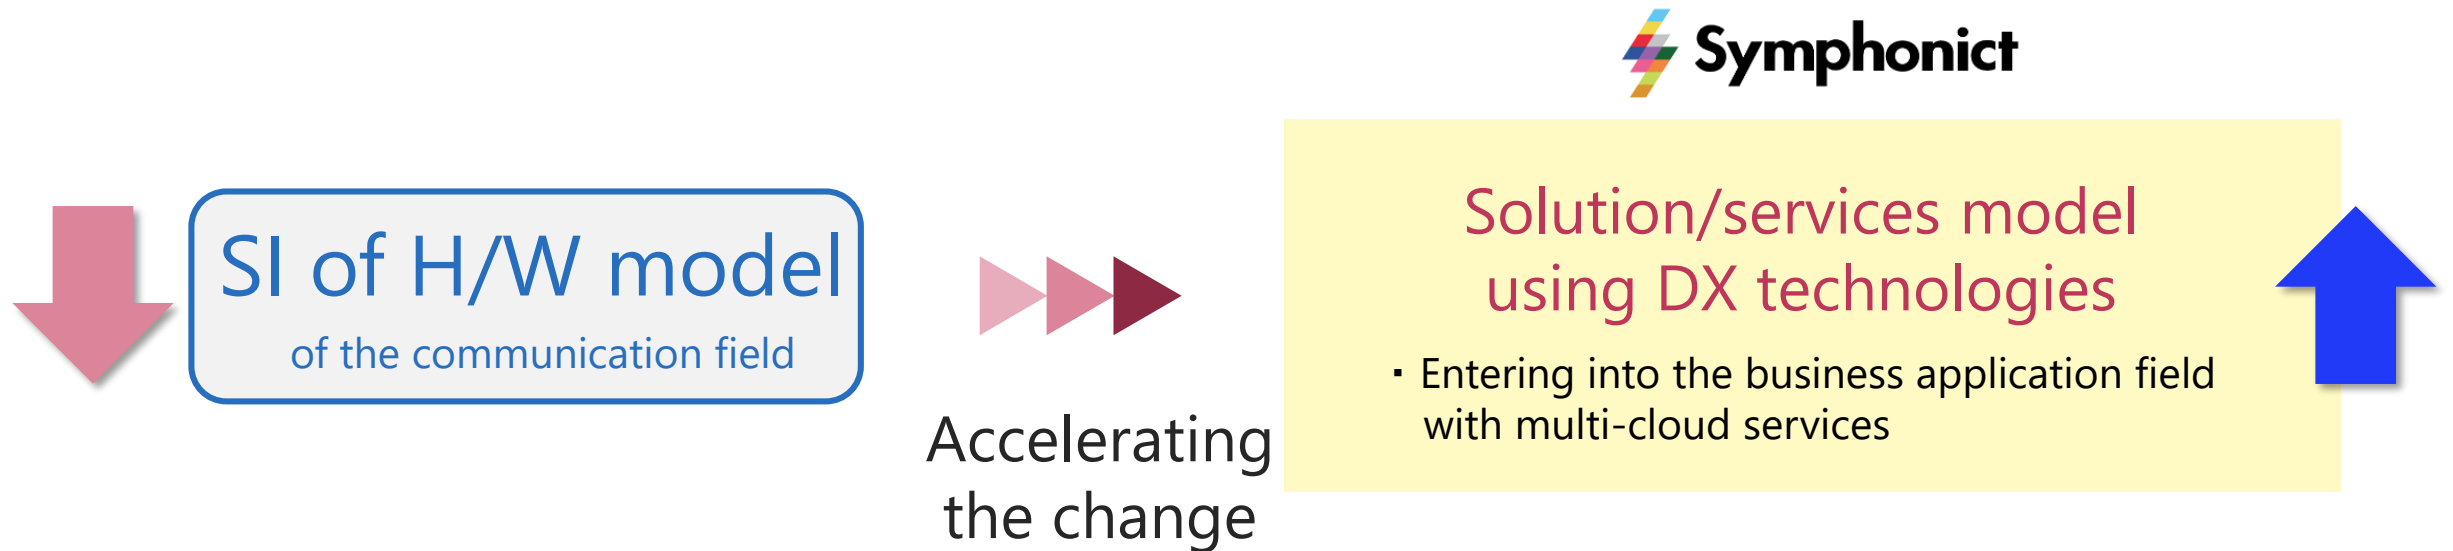 Symphonict
SI of H/W model
of the communication field
Accelerating
the change
Solution/services model
using DX technologies
・Entering into the business application field
with multi-cloud services